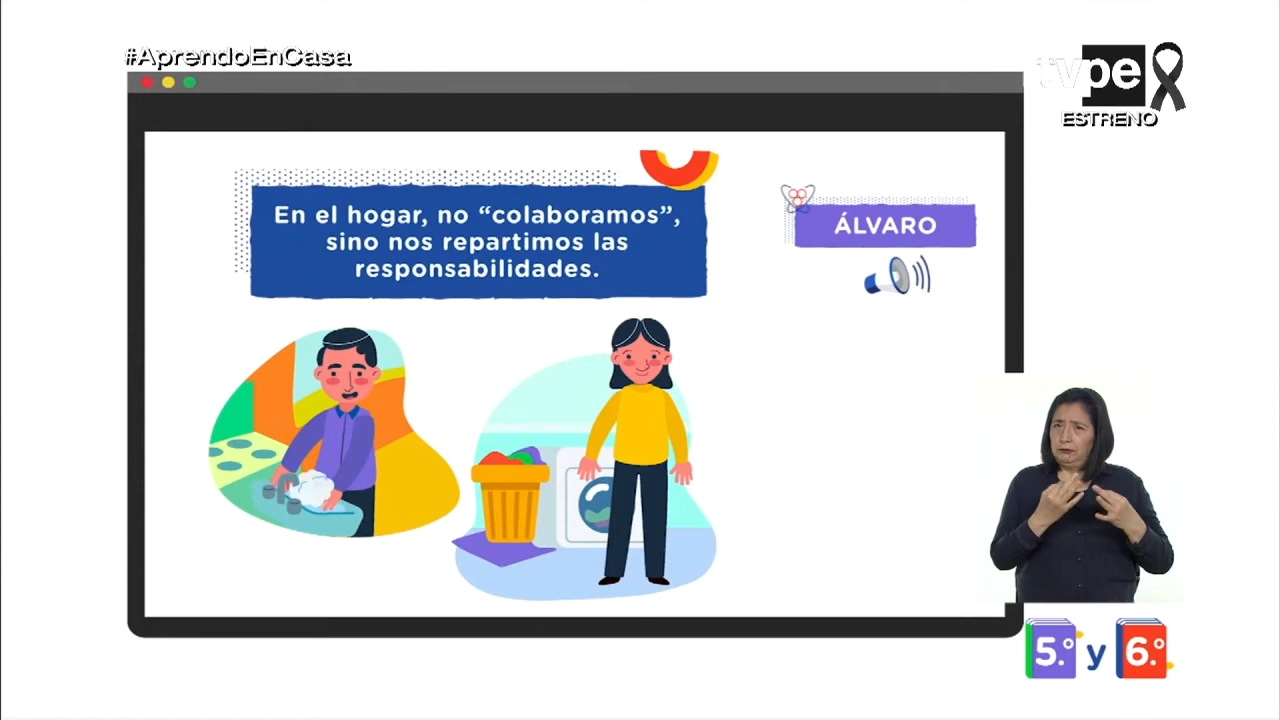 #AprendoEnCasa
tvpe
ESTRENO
En el hogar, no “colaboramos”,
sino nos repartimos las
responsabilidades.
ÁLVARO
5.º y 6.º